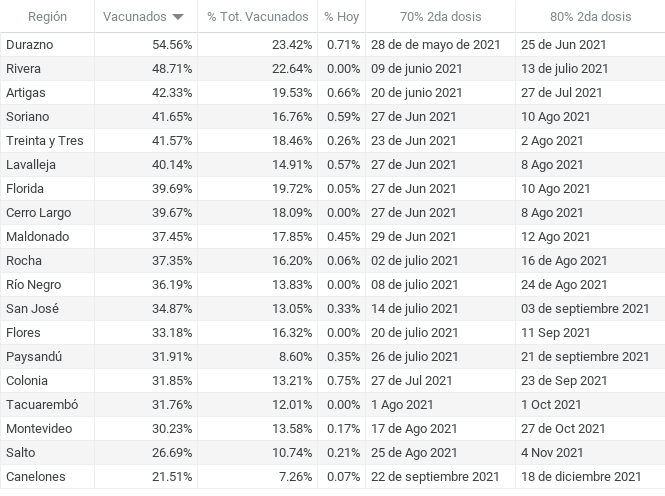 Región Vacunados % Tot. Vacunados % Hoy 70% 2da dosis 80% 2da dosis
Durazno 54.56% 23.42% 0.71% 28 de de mayo de 2021 25 de Jun 2021
Rivera 48.71% 22.64% 0.00% 09 de junio 2021 13 de julio 2021
Artigas 42.33% 19.53% 0.66% 20 de junio 2021 27 de Jul 2021
Soriano 41.65% 16.76% 0.59% 27 de Jun 2021 10 Ago 2021
Treinta y Tres 41.57% 18.46% 0.26% 23 de Jun 2021 2 Ago 2021
Lavalleja 40.14% 14.91% 0.57% 27 de Jun 2021 8 Ago 2021
Florida 39.69% 19.72% 0.05% 27 de Jun 2021 10 Ago 2021
Cerro Largo 39.67% 18.09% 0.00% 27 de Jun 2021 8 Ago 2021
Maldonado 37.45% 17.85% 0.45% 29 de Jun 2021 12 Ago 2021
Rocha 37.35% 16.20% 0.06% 02 de julio 2021 16 de Ago 2021
Río Negro 36.19% 13.83% 0.00% 08 de julio 2021 24 de Ago 2021
San José 34.87% 13.05% 0.33% 14 de julio 2021 03 de septiembre 2021
Flores 33.18% 16.32% 0.00% 20 de julio 2021 11 Sep 2021
Paysandú 31.91% 8.60% 0.35% 26 de julio 2021 21 de septiembre 2021
Colonia 31.85% 13.21% 0.75% 27 de Jul 2021 23 de Sep 2021
Tacuarembó 31.76% 12.01% 0.00% 1 Ago 2021 1 Oct 2021
Montevideo 30.23% 13.58% 0.17% 17 de Ago 2021 27 de Oct 2021
Salto 26.69% 10.74% 0.21% 25 de Ago 2021 4 Nov 2021
Canelones 21.51% 7.26% 0.07% 22 de septiembre 2021 18 de diciembre 2021